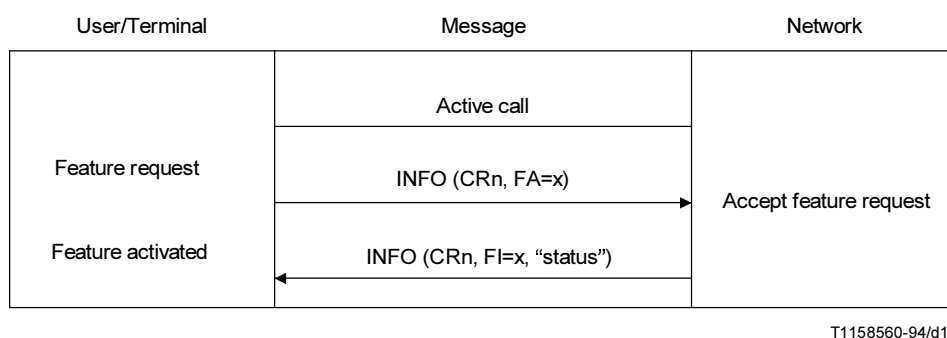 User/Terminal Message Network
Active call
Feature request
INFO (CRn, FA=x)
Accept feature request
Feature activated
INFO (CRn, FI=x, “status”)
T1158560-94/d1